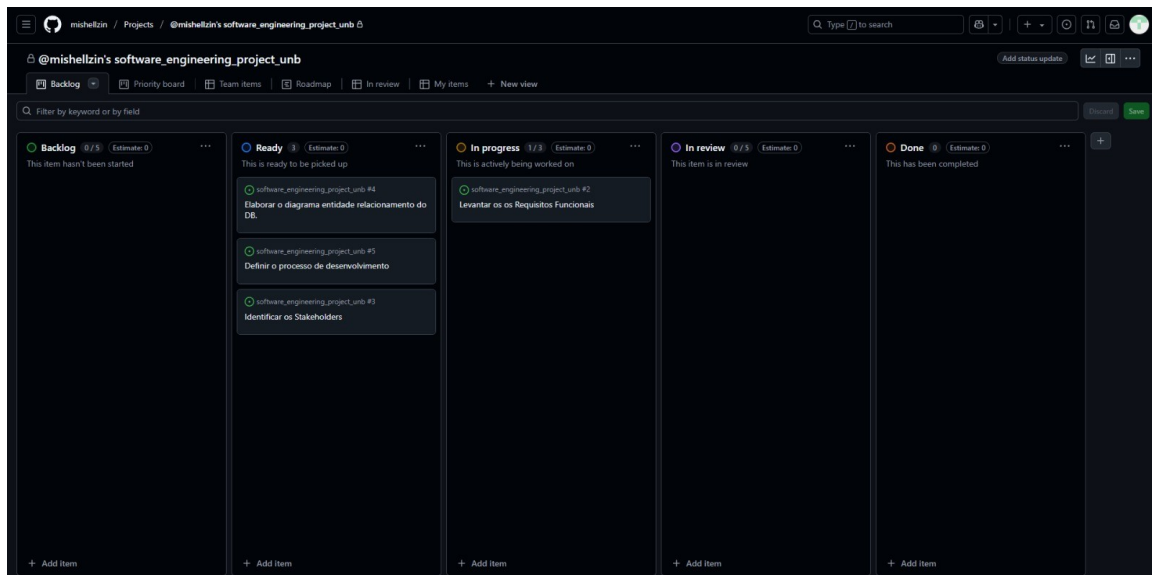 mishellzin / Projects / @mishellzin's software_engineering_project_unb
Type / to search
@mishellzin's software_engineering_project_unb
Add status update
Backlog
Priority board
Team items
Roadmap
In review
My items
+ New view
Filter by keyword or by field
Discard
Save
Backlog 0 / 5 Estimate: 0
This item hasn't been started
+ Add item
Ready 3 Estimate: 0
This is ready to be picked up
software_engineering_project_unb #4
Elaborar o diagrama entidade relacionamento do
DB.
software_engineering_project_unb #5
Definir o processo de desenvolvimento
software_engineering_project_unb #3
Identificar os Stakeholders
+ Add item
In progress 1 / 3 Estimate: 0
This is actively being worked on
software_engineering_project_unb #2
Levantar os os Requisitos Funcionais
+ Add item
In review 0 / 5 Estimate: 0
This item is in review
+ Add item
Done 0 Estimate: 0
This has been completed
+ Add item